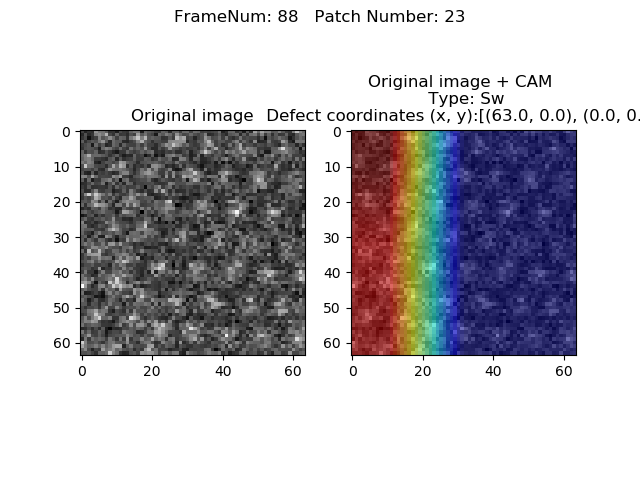 FrameNum: 88   Patch Number: 23
Original image
Original image + CAM
Type: Sw
Defect coordinates (x, y):[(63.0, 0.0), (0.0, 0.
0
10
20
30
40
50
60
0 20 40 60
0
10
20
30
40
50
60
0 20 40 60